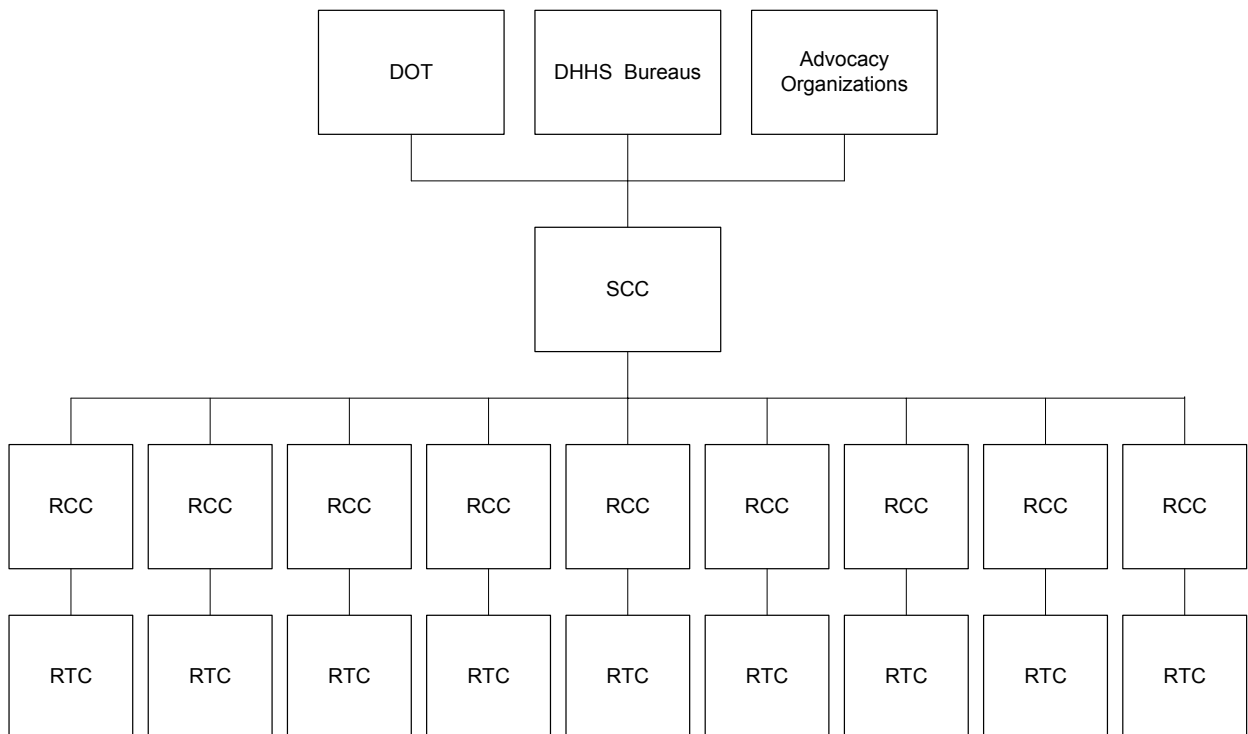 DOT
DHHS Bureaus
Advocacy
Organizations
SCC
RCC
RCC
RCC
RCC
RCC
RCC
RCC
RCC
RCC
RTC
RTC
RTC
RTC
RTC
RTC
RTC
RTC
RTC